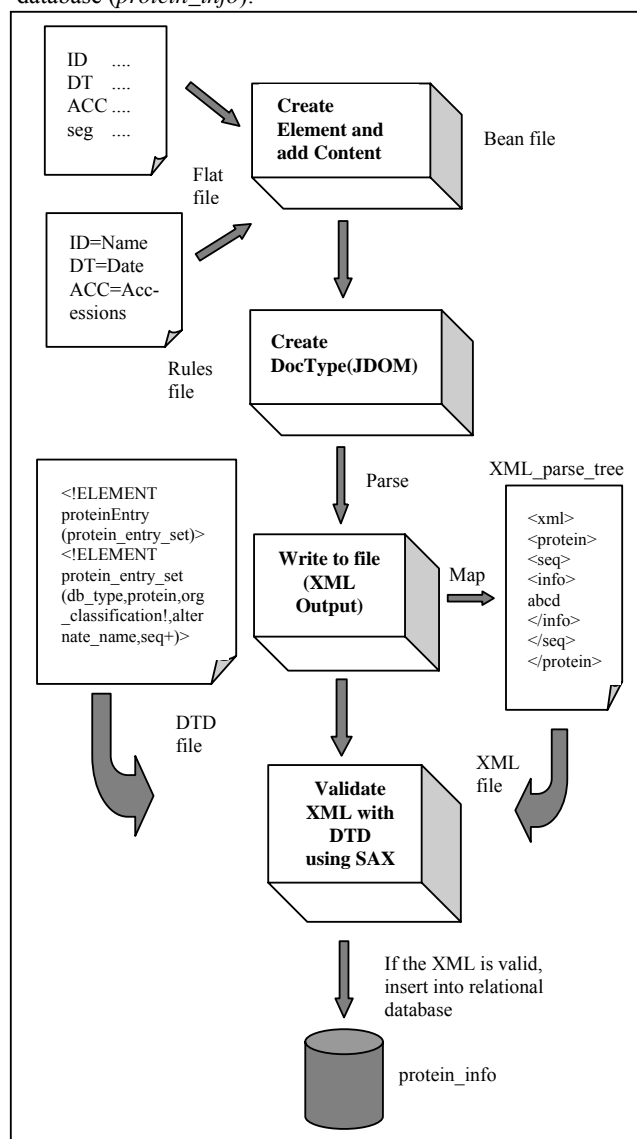 database (protein_info).
ID ....
DT ....
ACC ....
seg ....
Create
Element and
add Content
Bean file
Flat
file
ID=Name
DT=Date
ACC=Acc-
essions
Rules
file
Create
DocType(JDOM)
Parse
XML_parse_tree
<!ELEMENT
proteinEntry
(protein_entry_set)>
<!ELEMENT
protein_entry_set
(db_type,protein,org
_classification!,alter
nate_name,seq+)>
Write to file
(XML
Output)
Map
<xml>
<protein>
<seq>
<info>
abcd
</info>
</seq>
</protein>
DTD
file
XML
file
Validate
XML with
DTD
using SAX
If the XML is valid,
insert into relational
database
protein_info